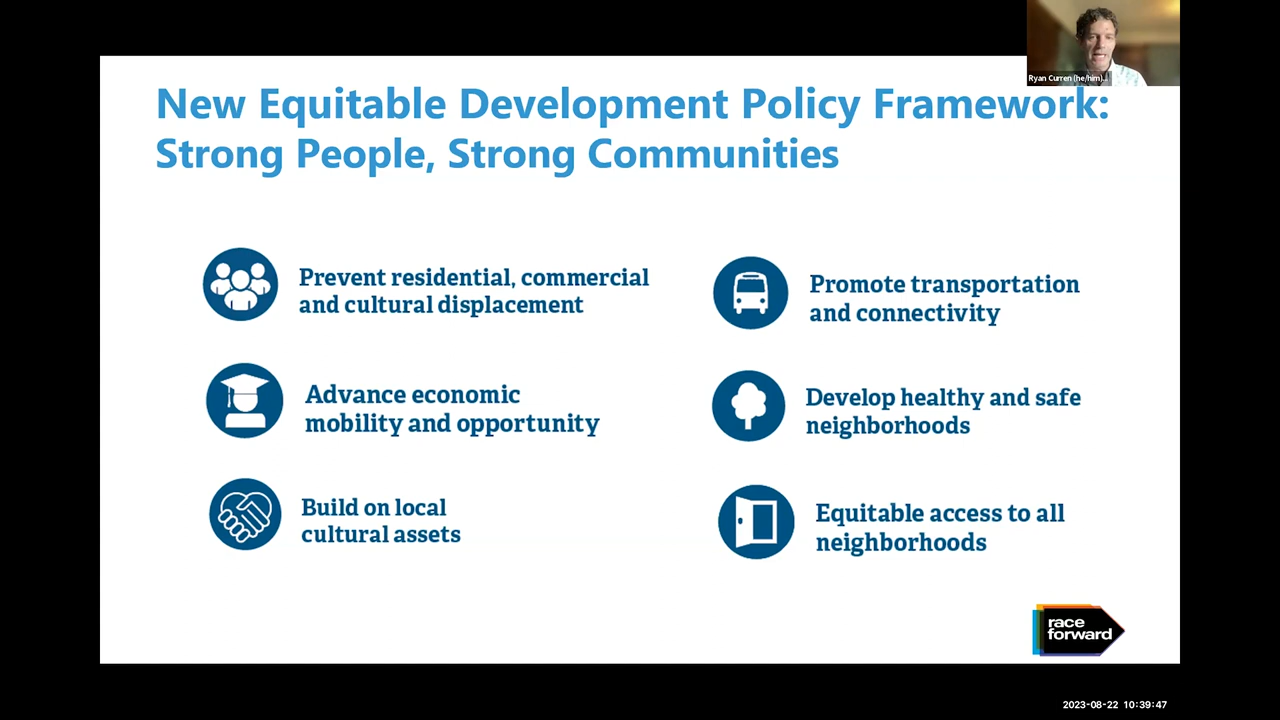 Ryan Curren (he/him)...
New Equitable Development Policy Framework:
Strong People, Strong Communities
Prevent residential, commercial
and cultural displacement
Promote transportation
and connectivity
Advance economic
mobility and opportunity
Develop healthy and safe
neighborhoods
Build on local
cultural assets
Equitable access to all
neighborhoods
race
forward
2023-08-22 10:39:47